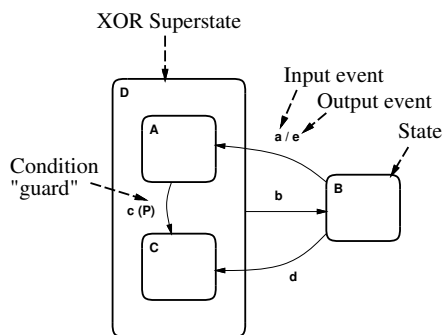 XOR Superstate
Input event
Output event
a / e
State
D
A
Condition
"guard"
c (P)
b
B
C
d